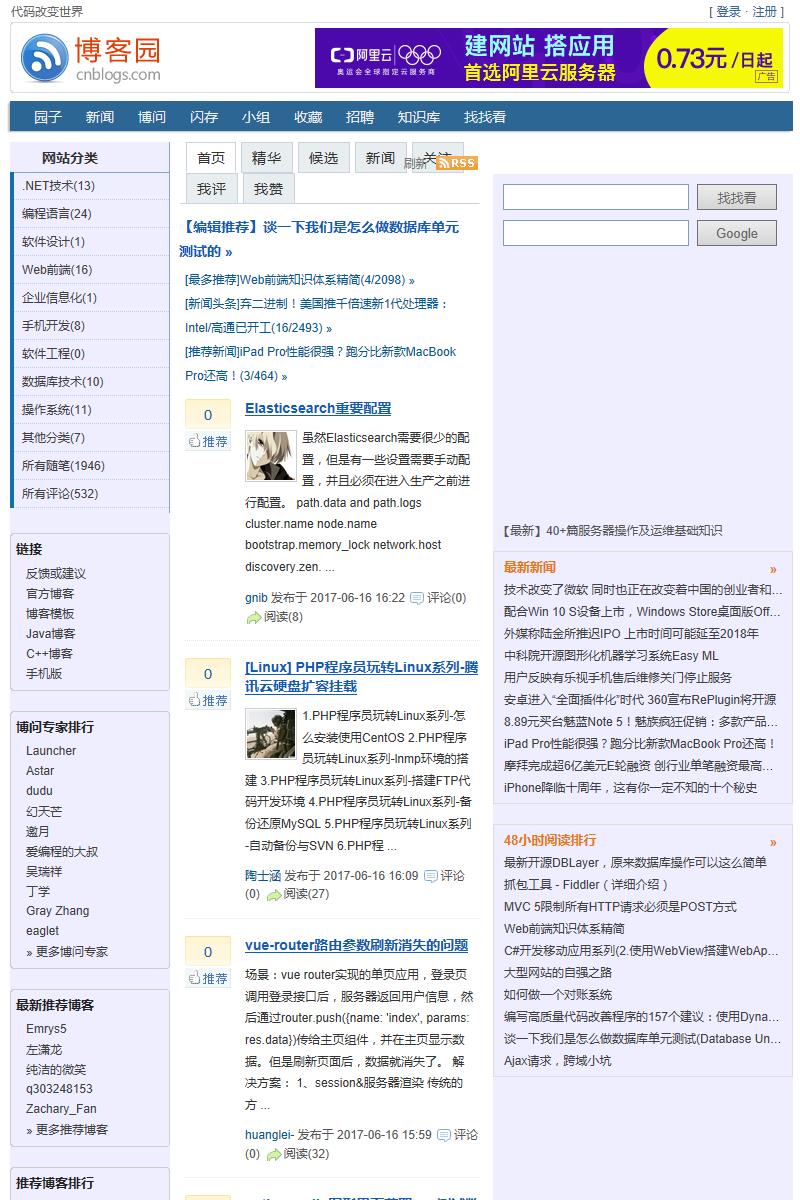 代码改变世界
[ 登录 · 注册 ]
博客园
cnblogs.com
阿里云
奥运会全球指定云服务商
建网站 搭应用
首选阿里云服务器
0.73元 /日起
广告
园子 新闻 博问 闪存 小组 收藏 招聘 知识库 找找看
网站分类
.NET技术(13)
编程语言(24)
软件设计(1)
Web前端(16)
企业信息化(1)
手机开发(8)
软件工程(0)
数据库技术(10)
操作系统(11)
其他分类(7)
所有随笔(1946)
所有评论(532)
链接
反馈或建议
官方博客
博客模板
Java博客
C++博客
手机版
博问专家排行
Launcher
Astar
dudu
幻天芒
邀月
爱编程的大叔
吴瑞祥
丁学
Gray Zhang
eaglet
» 更多博问专家
最新推荐博客
Emrys5
左潇龙
纯洁的微笑
q303248153
Zachary_Fan
» 更多推荐博客
推荐博客排行
首页 精华 候选 新闻 关注
刷新 RSS
我评 我赞
【编辑推荐】谈一下我们是怎么做数据库单元
测试的 »
[最多推荐]Web前端知识体系精简(4/2098) »
[新闻头条]弃二进制！美国推千倍速新1代处理器：
Intel/高通已开工(16/2493) »
[推荐新闻]iPad Pro性能很强？跑分比新款MacBook
Pro还高！(3/464) »
0
推荐
Elasticsearch重要配置
虽然Elasticsearch需要很少的配
置，但是有一些设置需要手动配
置，并且必须在进入生产之前进
行配置。 path.data and path.logs
cluster.name node.name
bootstrap.memory_lock network.host
discovery.zen. ...
gnib 发布于 2017-06-16 16:22 评论(0)
阅读(8)
0
推荐
[Linux] PHP程序员玩转Linux系列-腾
讯云硬盘扩容挂载
1.PHP程序员玩转Linux系列-怎
么安装使用CentOS 2.PHP程序
员玩转Linux系列-lnmp环境的搭
建 3.PHP程序员玩转Linux系列-搭建FTP代
码开发环境 4.PHP程序员玩转Linux系列-备
份还原MySQL 5.PHP程序员玩转Linux系列
-自动备份与SVN 6.PHP程 ...
陶士涵 发布于 2017-06-16 16:09 评论
(0) 阅读(27)
0
推荐
vue-router路由参数刷新消失的问题
场景：vue router实现的单页应用，登录页
调用登录接口后，服务器返回用户信息，然
后通过router.push({name: 'index', params:
res.data})传给主页组件，并在主页显示数
据。但是刷新页面后，数据就消失了。 解
决方案： 1、session&服务器渲染 传统的
方 ...
huanglei- 发布于 2017-06-16 15:59 评论
(0) 阅读(32)
找找看
Google
【最新】40+篇服务器操作及运维基础知识
最新新闻 »
技术改变了微软 同时也正在改变着中国的创业者和...
配合Win 10 S设备上市，Windows Store桌面版Off...
外媒称陆金所推迟IPO 上市时间可能延至2018年
中科院开源图形化机器学习系统Easy ML
用户反映有乐视手机售后维修关门停止服务
安卓进入“全面插件化”时代 360宣布RePlugin将开源
8.89元买台魅蓝Note 5！魅族疯狂促销：多款产品...
iPad Pro性能很强？跑分比新款MacBook Pro还高！
摩拜完成超6亿美元E轮融资 创行业单笔融资最高...
iPhone降临十周年，这有你一定不知的十个秘史
48小时阅读排行 »
最新开源DBLayer，原来数据库操作可以这么简单
抓包工具 - Fiddler（详细介绍）
MVC 5限制所有HTTP请求必须是POST方式
Web前端知识体系精简
C#开发移动应用系列(2.使用WebView搭建WebAp...
大型网站的自强之路
如何做一个对账系统
编写高质量代码改善程序的157个建议：使用Dyna...
谈一下我们是怎么做数据库单元测试(Database Un...
Ajax请求，跨域小坑